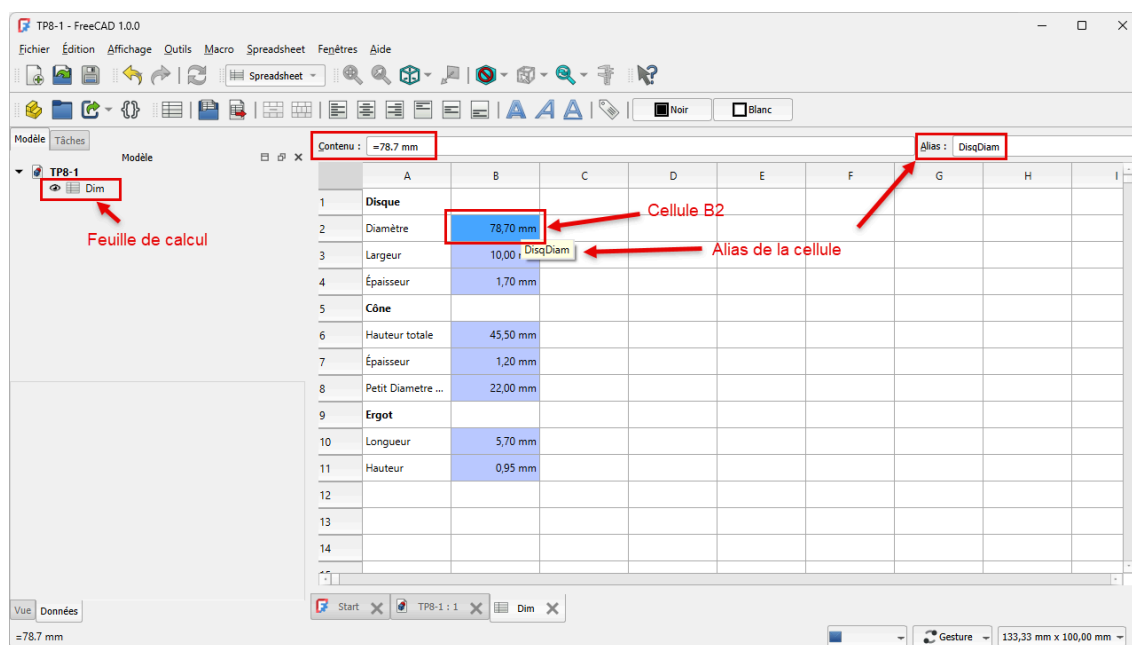 TP8-1 - FreeCAD 1.0.0
Fichier Édition Affichage Outils Macro Spreadsheet Fenêtres Aide
Spreadsheet
Noir Blanc
Modèle Tâches
Modèle
Contenu : =78.7 mm Alias : DisqDiam
TP8-1
Dim
Feuille de calcul
A B C D E F G H I
1 Disque
Cellule B2
2 Diamètre 78,70 mm
DisqDiam
Alias de la cellule
3 Largeur 10,00
4 Épaisseur 1,70 mm
5 Cône
6 Hauteur totale 45,50 mm
7 Épaisseur 1,20 mm
8 Petit Diametre ... 22,00 mm
9 Ergot
10 Longueur 5,70 mm
11 Hauteur 0,95 mm
12
13
14
Vue Données
Start TP8-1 : 1 Dim
=78.7 mm
Gesture 133,33 mm x 100,00 mm